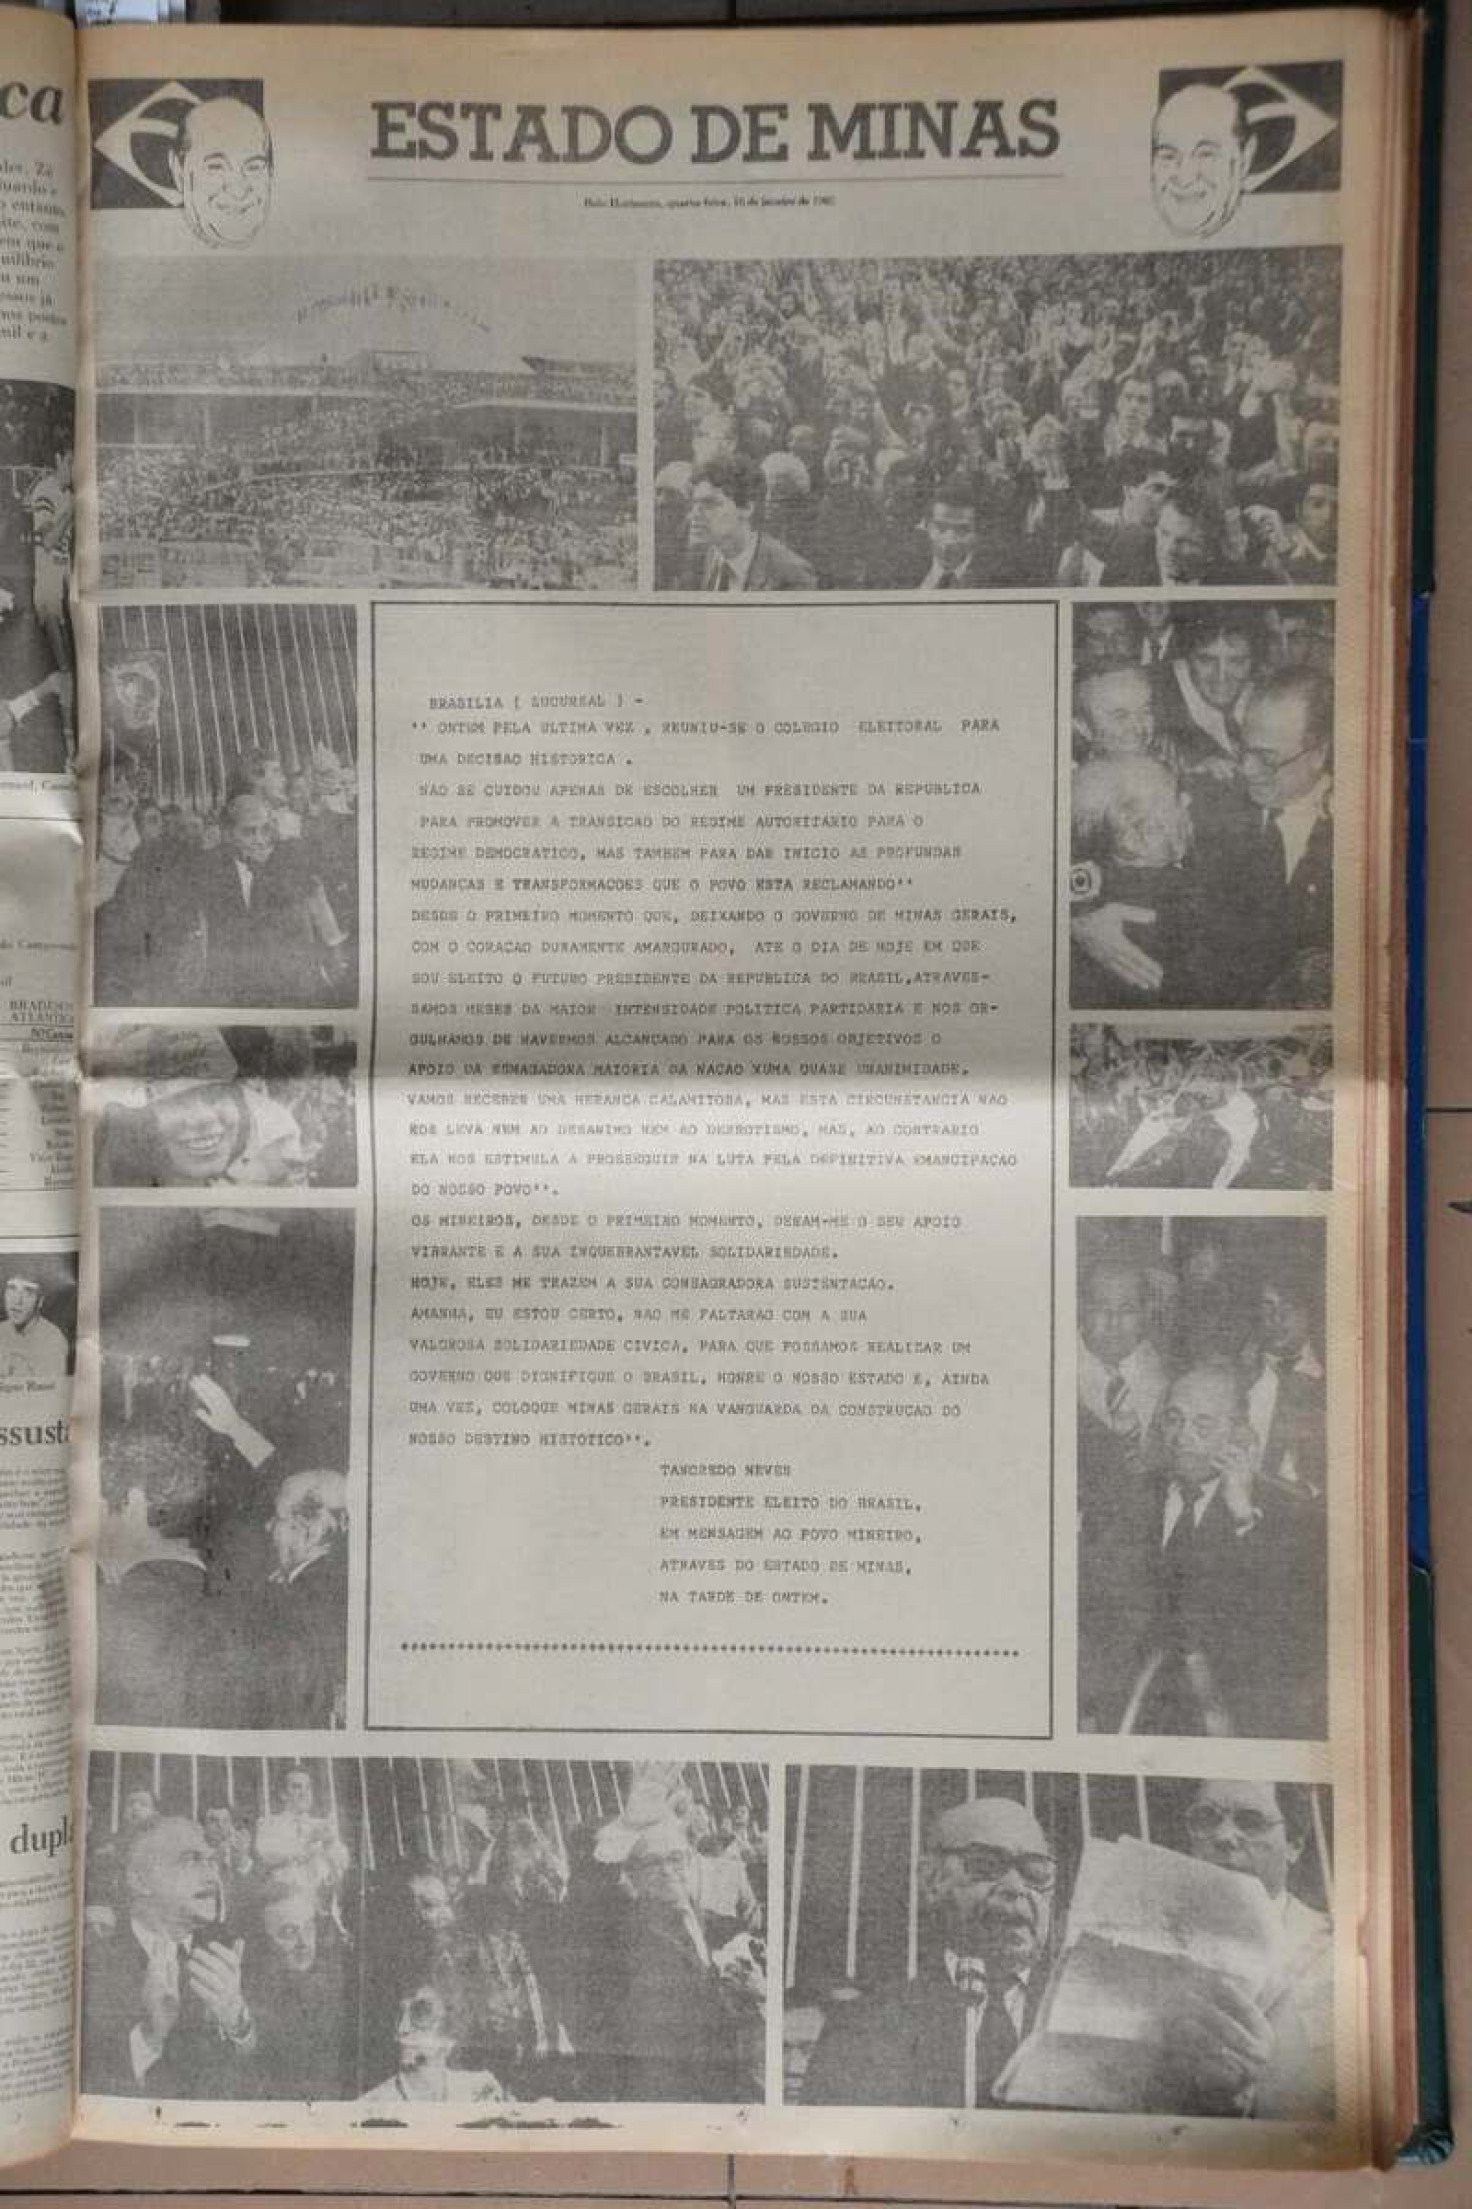 ESTADO DE MINAS
Belo Horizonte, quarta-feira, 16 de janeiro de 1985
BRASILIA ( SUCURSAL ) -
'' ONTEM PELA ULTIMA VEZ , REUNIU-SE O COLEGIO ELEITORAL PARA
UMA DECISAO HISTORICA .
NAO SE CUIDOU APENAS DE ESCOLHER UM PRESIDENTE DA REPUBLICA
PARA PROMOVER A TRANSICAO DO REGIME AUTORITARIO PARA O
REGIME DEMOCRATICO, MAS TAMBEM PARA DAR INICIO AS PROFUNDAS
MUDANCAS E TRANSFORMACOES QUE O POVO ESTA RECLAMANDO''
DESDE O PRIMEIRO MOMENTO QUE, DEIXANDO O GOVERNO DE MINAS GERAIS,
COM O CORACAO DURAMENTE AMARGURADO, ATE O DIA DE HOJE EM QUE
SOU ELEITO O FUTURO PRESIDENTE DA REPUBLICA DO BRASIL,ATRAVES-
SAMOS MESES DA MAIOR INTENSIDADE POLITICA PARTIDARIA E NOS OR-
GULHAMOS DE HAVERMOS ALCANCADO PARA OS NOSSOS OBJETIVOS O
APOIO DA ESMAGADORA MAIORIA DA NACAO NUMA QUASE UNANIMIDADE.
VAMOS RECEBER UMA HERANCA CALAMITOSA, MAS ESTA CIRCUNSTANCIA NAO
NOS LEVA NEM AO DESANIMO NEM AO DERROTISMO, MAS, AO CONTRARIO
ELA NOS ESTIMULA A PROSSEGUIR NA LUTA PELA DEFINITIVA EMANCIPACAO
DO NOSSO POVO''.
OS MINEIROS, DESDE O PRIMEIRO MOMENTO, DERAM-ME O SEU APOIO
VIBRANTE E A SUA INQUEBRANTAVEL SOLIDARIEDADE.
HOJE, ELES ME TRAZEM A SUA CONSAGRADORA SUSTENTACAO.
AMANHA, EU ESTOU CERTO, NAO ME FALTARAO COM A SUA
VALOROSA SOLIDARIEDADE CIVICA, PARA QUE POSSAMOS REALIZAR UM
GOVERNO QUE DIGNIFIQUE O BRASIL, HONRE O NOSSO ESTADO E, AINDA
UMA VEZ, COLOQUE MINAS GERAIS NA VANGUARDA DA CONSTRUCAO DO
NOSSO DESTINO HISTOTICO''.
TANCREDO NEVES
PRESIDENTE ELEITO DO BRASIL,
EM MENSAGEM AO POVO MINEIRO,
ATRAVES DO ESTADO DE MINAS,
NA TARDE DE ONTEM.